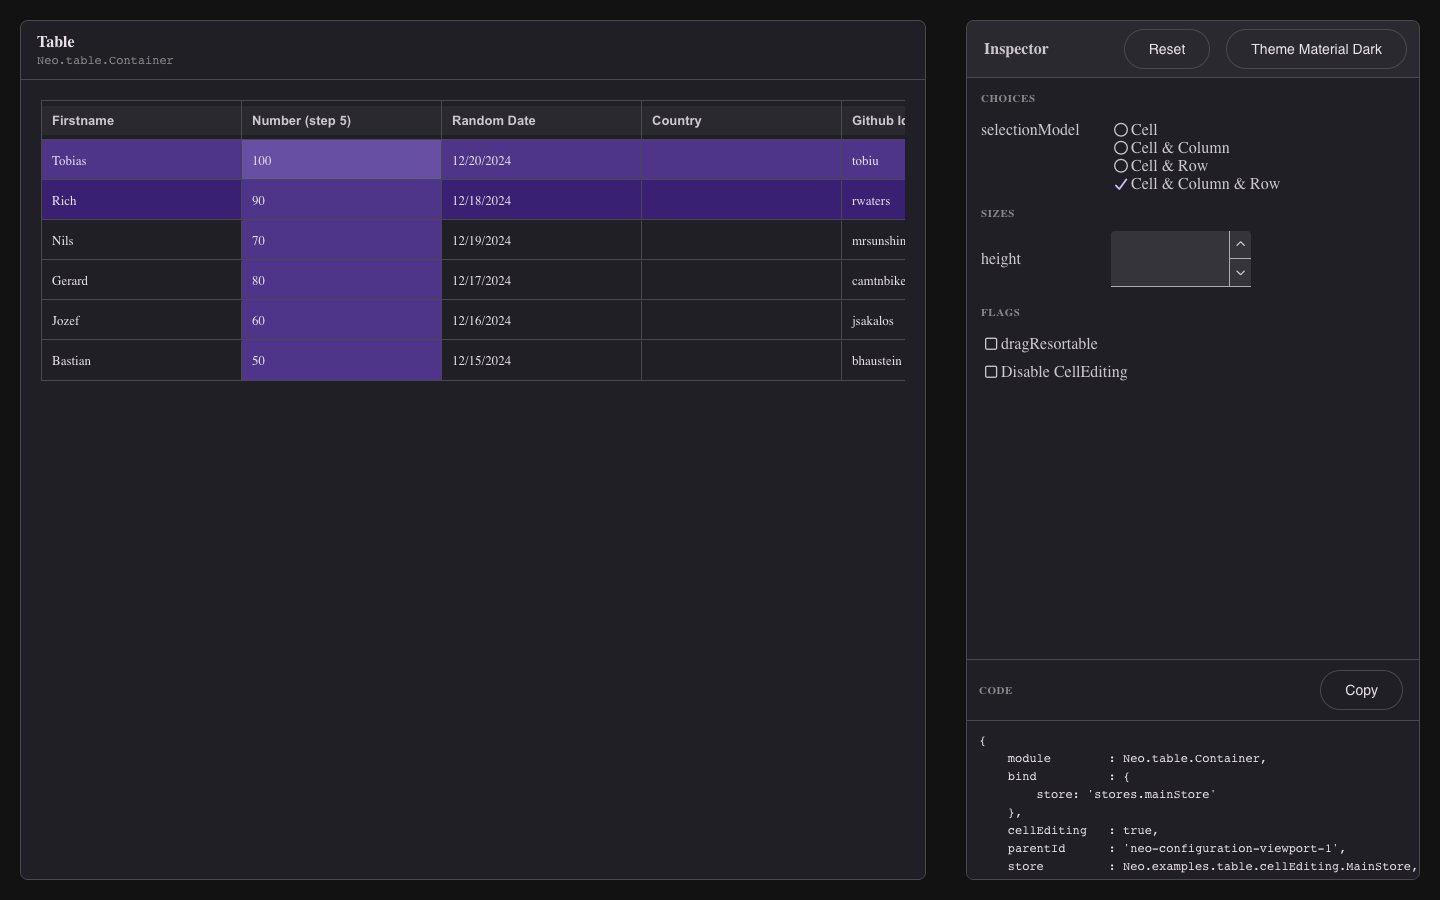 Table
Neo.table.Container
Firstname Number (step 5) Random Date Country Github Ic
Tobias 100 12/20/2024 tobiu
Rich 90 12/18/2024 rwaters
Nils 70 12/19/2024 mrsunshin
Gerard 80 12/17/2024 camtnbike
Jozef 60 12/16/2024 jsakalos
Bastian 50 12/15/2024 bhaustein
Inspector Reset Theme Material Dark
CHOICES
selectionModel
Cell
Cell & Column
Cell & Row
Cell & Column & Row
SIZES
height
FLAGS
dragResortable
Disable CellEditing
CODE Copy
{
    module        : Neo.table.Container,
    bind          : {
        store: 'stores.mainStore'
    },
    cellEditing   : true,
    parentId      : 'neo-configuration-viewport-1',
    store         : Neo.examples.table.cellEditing.MainStore,